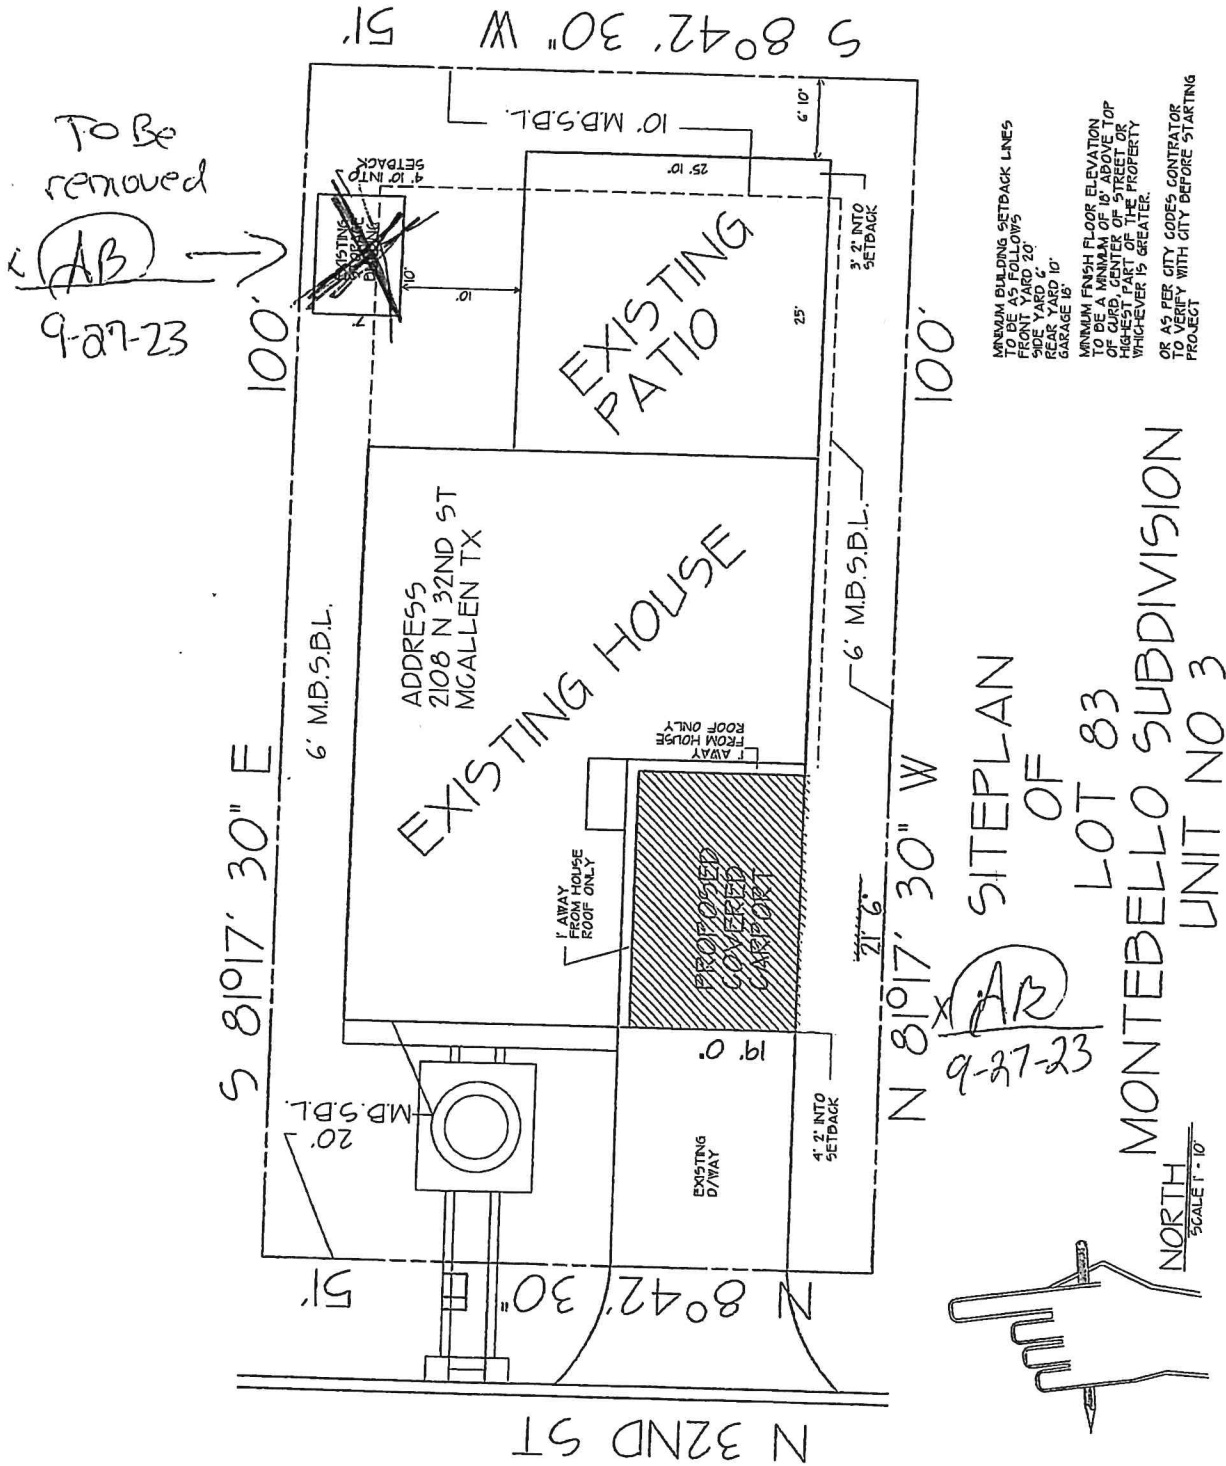 S 8°42' 30" W 51'
To Be
removed
x AB
9-27-23
100'
4' 10" INTO
SETBACK
EXISTING
STORAGE
BUILDING
10'
7'
10'
10' M.B.S.B.L.
6' 10"
25' 10"
EXISTING
PATIO
25'
3' 2" INTO
SETBACK
100'
MINIMUM BUILDING SETBACK LINES
TO BE AS FOLLOWS
FRONT YARD 20'
SIDE YARD 6'
REAR YARD 10'
GARAGE 18'
MINIMUM FINISH FLOOR ELEVATION
TO BE A MINIMUM OF 18" ABOVE TOP
OF CURB, CENTER OF STREET OR
HIGHEST PART OF THE PROPERTY
WHICHEVER IS GREATER.
OR AS PER CITY CODES CONTRATOR
TO VERIFY WITH CITY BEFORE STARTING
PROJECT
6' M.B.S.B.L.
ADDRESS
2108 N 32ND ST
MCALLEN TX
EXISTING HOUSE
6' M.B.S.B.L.
1' AWAY
FROM HOUSE
ROOF ONLY
1' AWAY
FROM HOUSE
ROOF ONLY
PROPOSED
COVERED
CARPORT
21' 6"
19' 0"
S 81°17' 30" E
N 81°17' 30" W
20'
M.B.S.B.L.
EXISTING
D/WAY
4' 2" INTO
SETBACK
N 8°42' 30" 51'
N 32ND ST
SITEPLAN
OF
LOT 83
MONTEBELLO SUBDIVISION
UNIT NO 3
x AB
9-27-23
NORTH
SCALE 1" - 10'